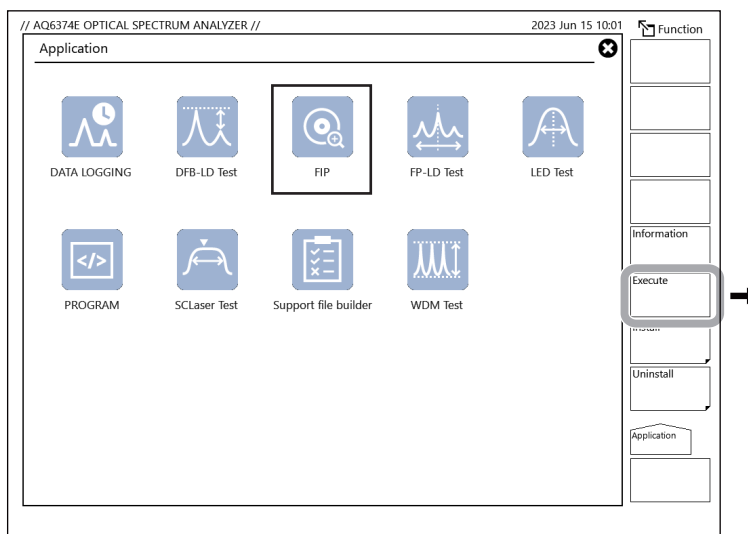 // AQ6374E OPTICAL SPECTRUM ANALYZER // 2023 Jun 15 10:01
Function
Application
DATA LOGGING DFB-LD Test FIP FP-LD Test LED Test
PROGRAM SCLaser Test Support file builder WDM Test
</>
Information
Execute
Install
Uninstall
Application